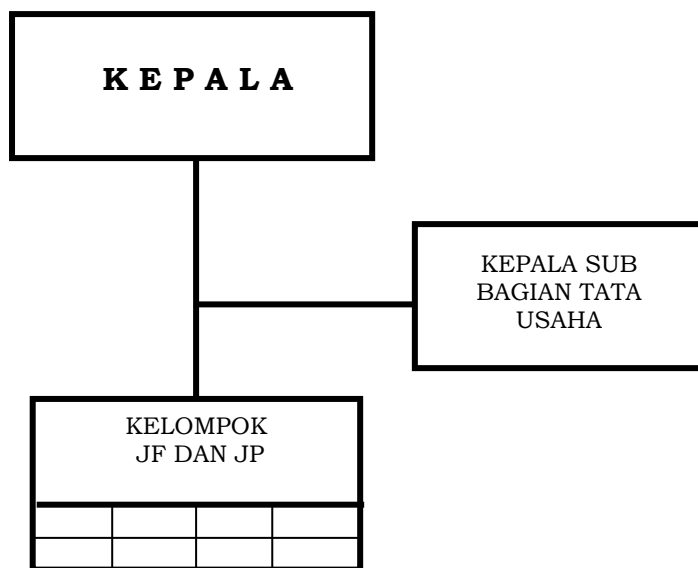 K E P A L A
KEPALA SUB
BAGIAN TATA
USAHA
KELOMPOK
JF DAN JP